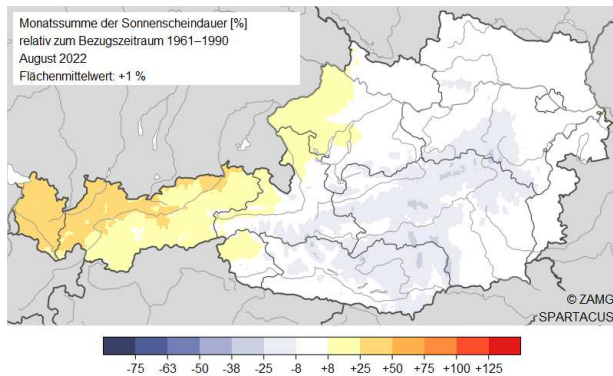 Monatssumme der Sonnenscheindauer [%]
relativ zum Bezugszeitraum 1961–1990
August 2022
Flächenmittelwert: +1 %
© ZAMG
SPARTACUS
-75 -63 -50 -38 -25 -8 +8 +25 +50 +75 +100 +125